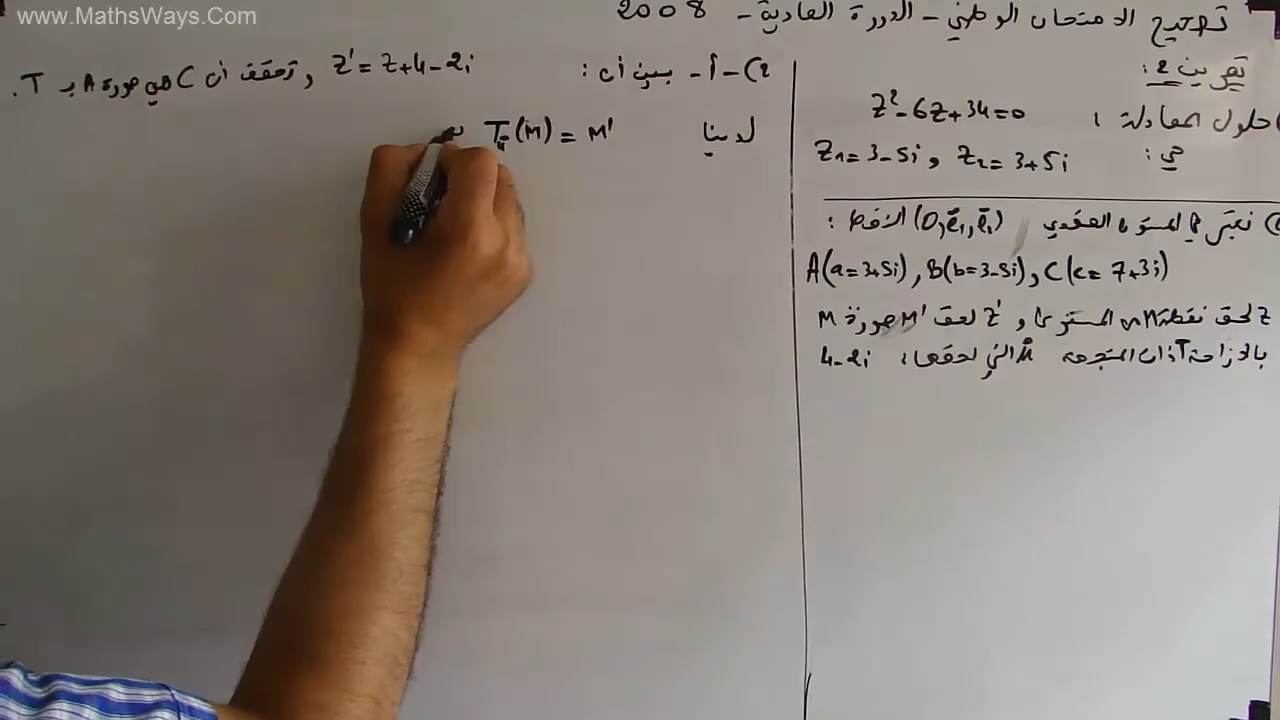 www.MathsWays.Com
تصحيح الامتحان الوطني - الدورة العادية - 2008
تمرين 2 :
حلول المعادلة : z² - 6z + 34 = 0
هي : z₁ = 3 - 5i , z₂ = 3 + 5i
نعتبر في المستوى العقدي (O, e₁, e₁) النقط :
A(a = 3+5i) , B(b = 3-5i) , C(c = 7+3i)
z لحق نقطة M من المستوى و z' لحق M' صورة M
بالإزاحة T ذات المتجهة u التي لحقها : 4-2i
2) - أ - بين أن : z' = z + 4 - 2i و تحقق أن C هي صورة A بـ T .
لدينا T(M) = M'